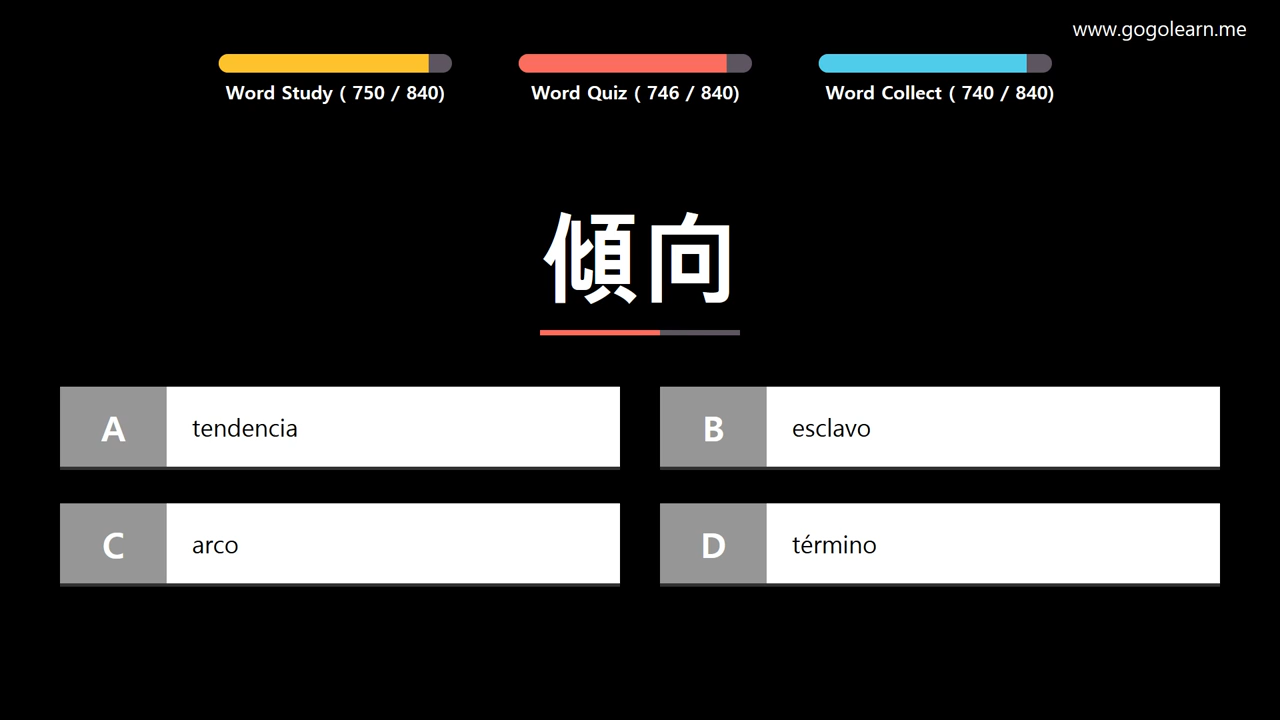 www.gogolearn.me
Word Study ( 750 / 840)
Word Quiz ( 746 / 840)
Word Collect ( 740 / 840)
傾向
A tendencia
B esclavo
C arco
D término